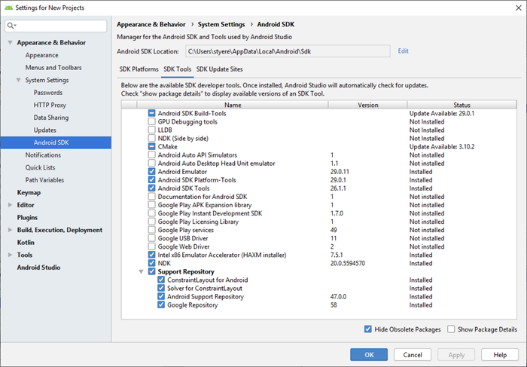 Settings for New Projects
Appearance & Behavior
Appearance
Menus and Toolbars
System Settings
Passwords
HTTP Proxy
Data Sharing
Updates
Android SDK
Notifications
Quick Lists
Path Variables
Keymap
Editor
Plugins
Build, Execution, Deployment
Kotlin
Tools
Android Studio
Appearance & Behavior › System Settings › Android SDK
Manager for the Android SDK and Tools used by Android Studio
Android SDK Location: C:\Users\styere\AppData\Local\Android\Sdk Edit
SDK Platforms SDK Tools SDK Update Sites
Below are the available SDK developer tools. Once installed, Android Studio will automatically check for updates.
Check "show package details" to display available versions of an SDK Tool.
Name Version Status
Android SDK Build-Tools Update Available: 29.0.1
GPU Debugging tools Not Installed
LLDB Not Installed
NDK (Side by side) Not Installed
CMake Update Available: 3.10.2
Android Auto API Simulators 1 Not installed
Android Auto Desktop Head Unit emulator 1.1 Not installed
Android Emulator 29.0.11 Installed
Android SDK Platform-Tools 29.0.1 Installed
Android SDK Tools 26.1.1 Installed
Documentation for Android SDK 1 Not installed
Google Play APK Expansion library 1 Not installed
Google Play Instant Development SDK 1.7.0 Not installed
Google Play Licensing Library 1 Not installed
Google Play services 49 Not installed
Google USB Driver 11 Not installed
Google Web Driver 2 Not installed
Intel x86 Emulator Accelerator (HAXM installer) 7.5.1 Installed
NDK 20.0.5594570 Installed
Support Repository
ConstraintLayout for Android Installed
Solver for ConstraintLayout Installed
Android Support Repository 47.0.0 Installed
Google Repository 58 Installed
Hide Obsolete Packages Show Package Details
OK Cancel Apply Help